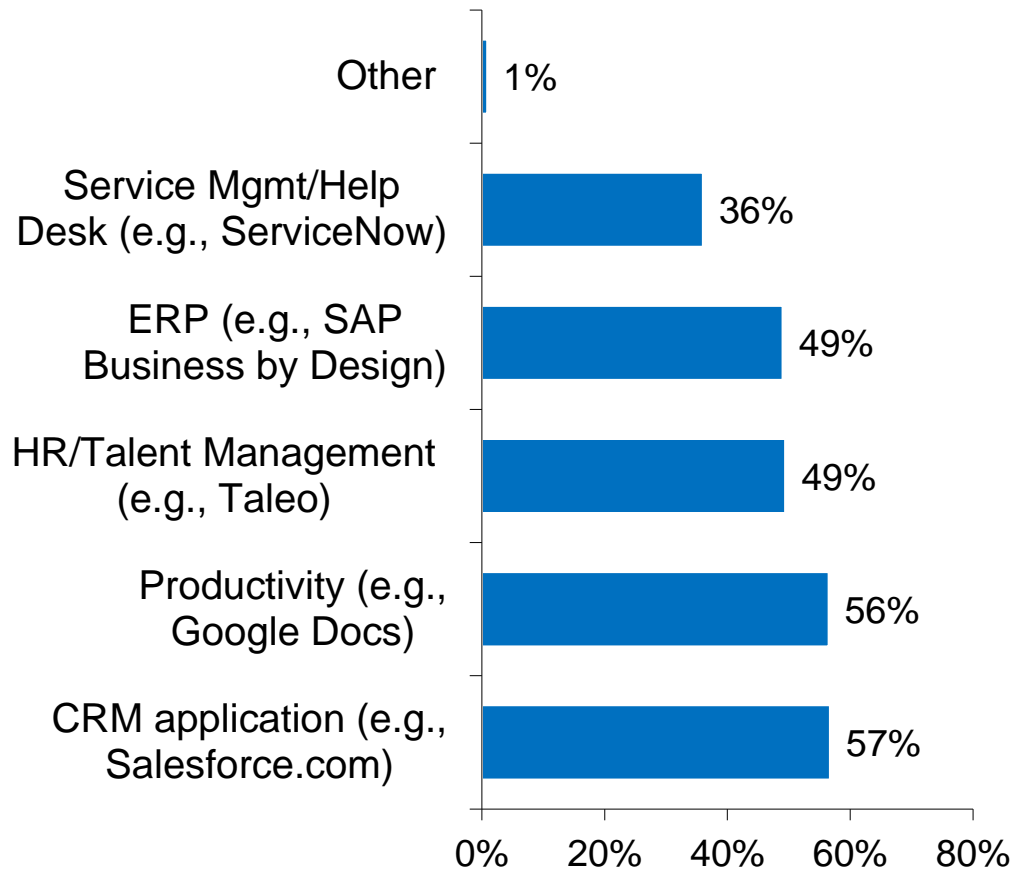 Other
1%
Service Mgmt/Help
Desk (e.g., ServiceNow)
36%
ERP (e.g., SAP
Business by Design)
49%
HR/Talent Management
(e.g., Taleo)
49%
Productivity (e.g.,
Google Docs)
56%
CRM application (e.g.,
Salesforce.com)
57%
0% 20% 40% 60% 80%